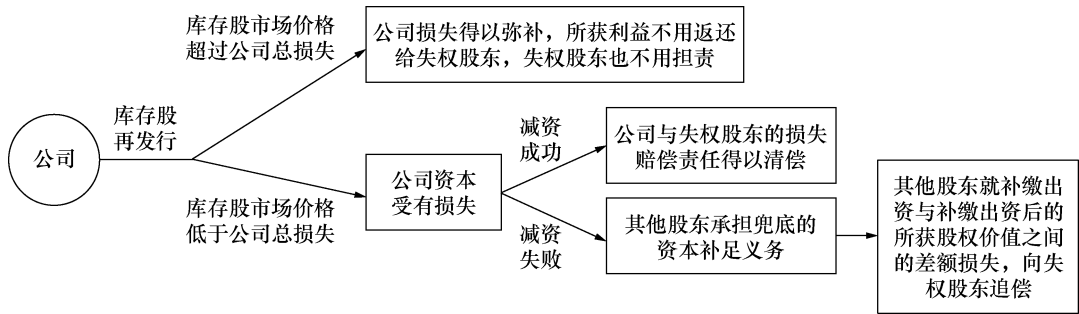 公司
库存股
再发行
库存股市场价格
超过公司总损失
公司损失得以弥补，所获利益不用返还
给失权股东，失权股东也不用担责
库存股市场价格
低于公司总损失
公司资本
受有损失
减资
成功
公司与失权股东的损失
赔偿责任得以清偿
减资
失败
其他股东承担兜底的
资本补足义务
其他股东就补缴出
资与补缴出资后的
所获股权价值之间
的差额损失，向失
权股东追偿